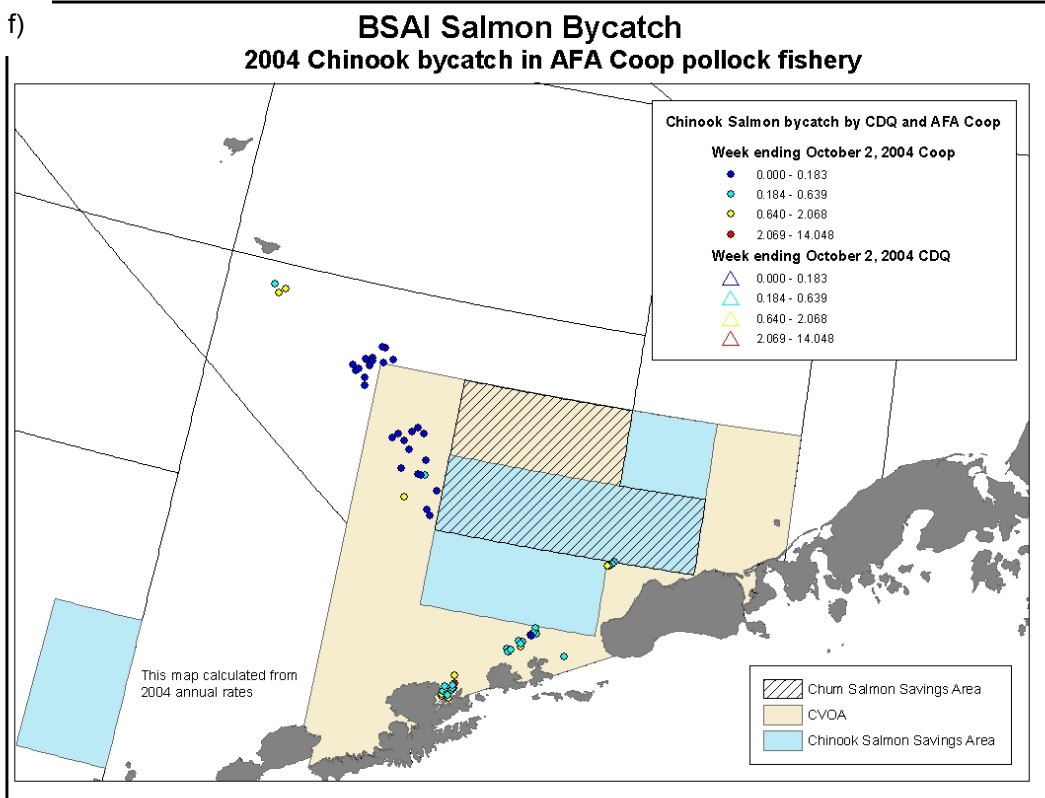 f)
BSAI Salmon Bycatch
2004 Chinook bycatch in AFA Coop pollock fishery
Chinook Salmon bycatch by CDQ and AFA Coop
Week ending October 2, 2004 Coop
0.000 - 0.183
0.184 - 0.639
0.640 - 2.068
2.069 - 14.048
Week ending October 2, 2004 CDQ
0.000 - 0.183
0.184 - 0.639
0.640 - 2.068
2.069 - 14.048
This map calculated from
2004 annual rates
Chum Salmon Savings Area
CVOA
Chinook Salmon Savings Area